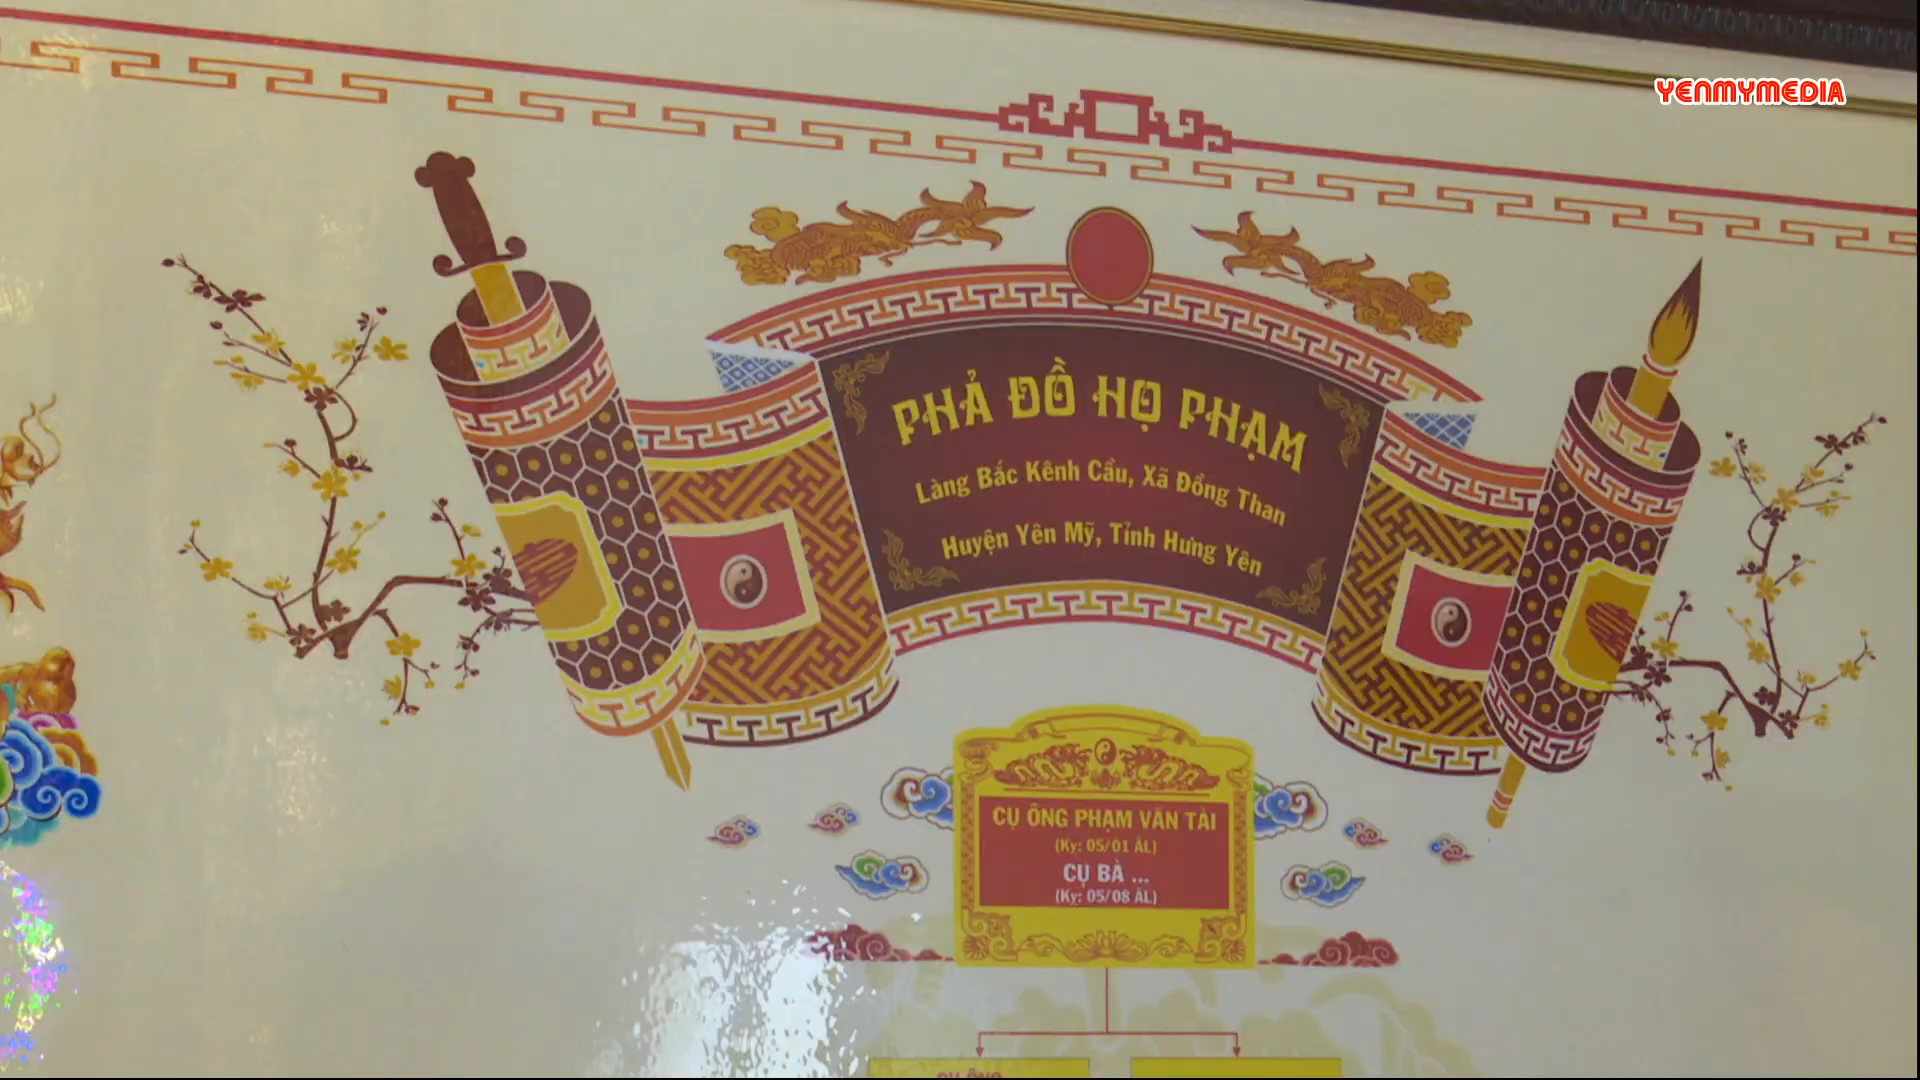 YENMYMEDIA
PHẢ ĐỒ HỌ PHẠM
Làng Bắc Kênh Cầu, Xã Đồng Than
Huyện Yên Mỹ, Tỉnh Hưng Yên
CỤ ÔNG PHẠM VĂN TÀI
(Kỵ: 05/01 ÂL)
CỤ BÀ ...
(Kỵ: 05/08 ÂL)